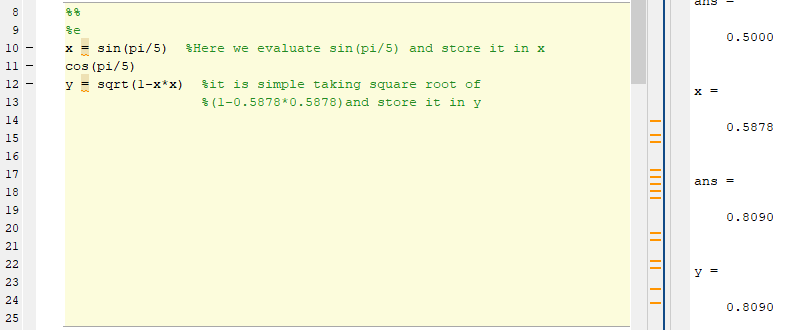 8 %%
9 %e
10 – x = sin(pi/5)  %Here we evaluate sin(pi/5) and store it in x
11 – cos(pi/5)
12 – y = sqrt(1-x*x)  %it is simple taking square root of
13 %(1-0.5878*0.5878)and store it in y
14
15
16
17
18
19
20
21
22
23
24
25
ans =
0.5000
x =
0.5878
ans =
0.8090
y =
0.8090